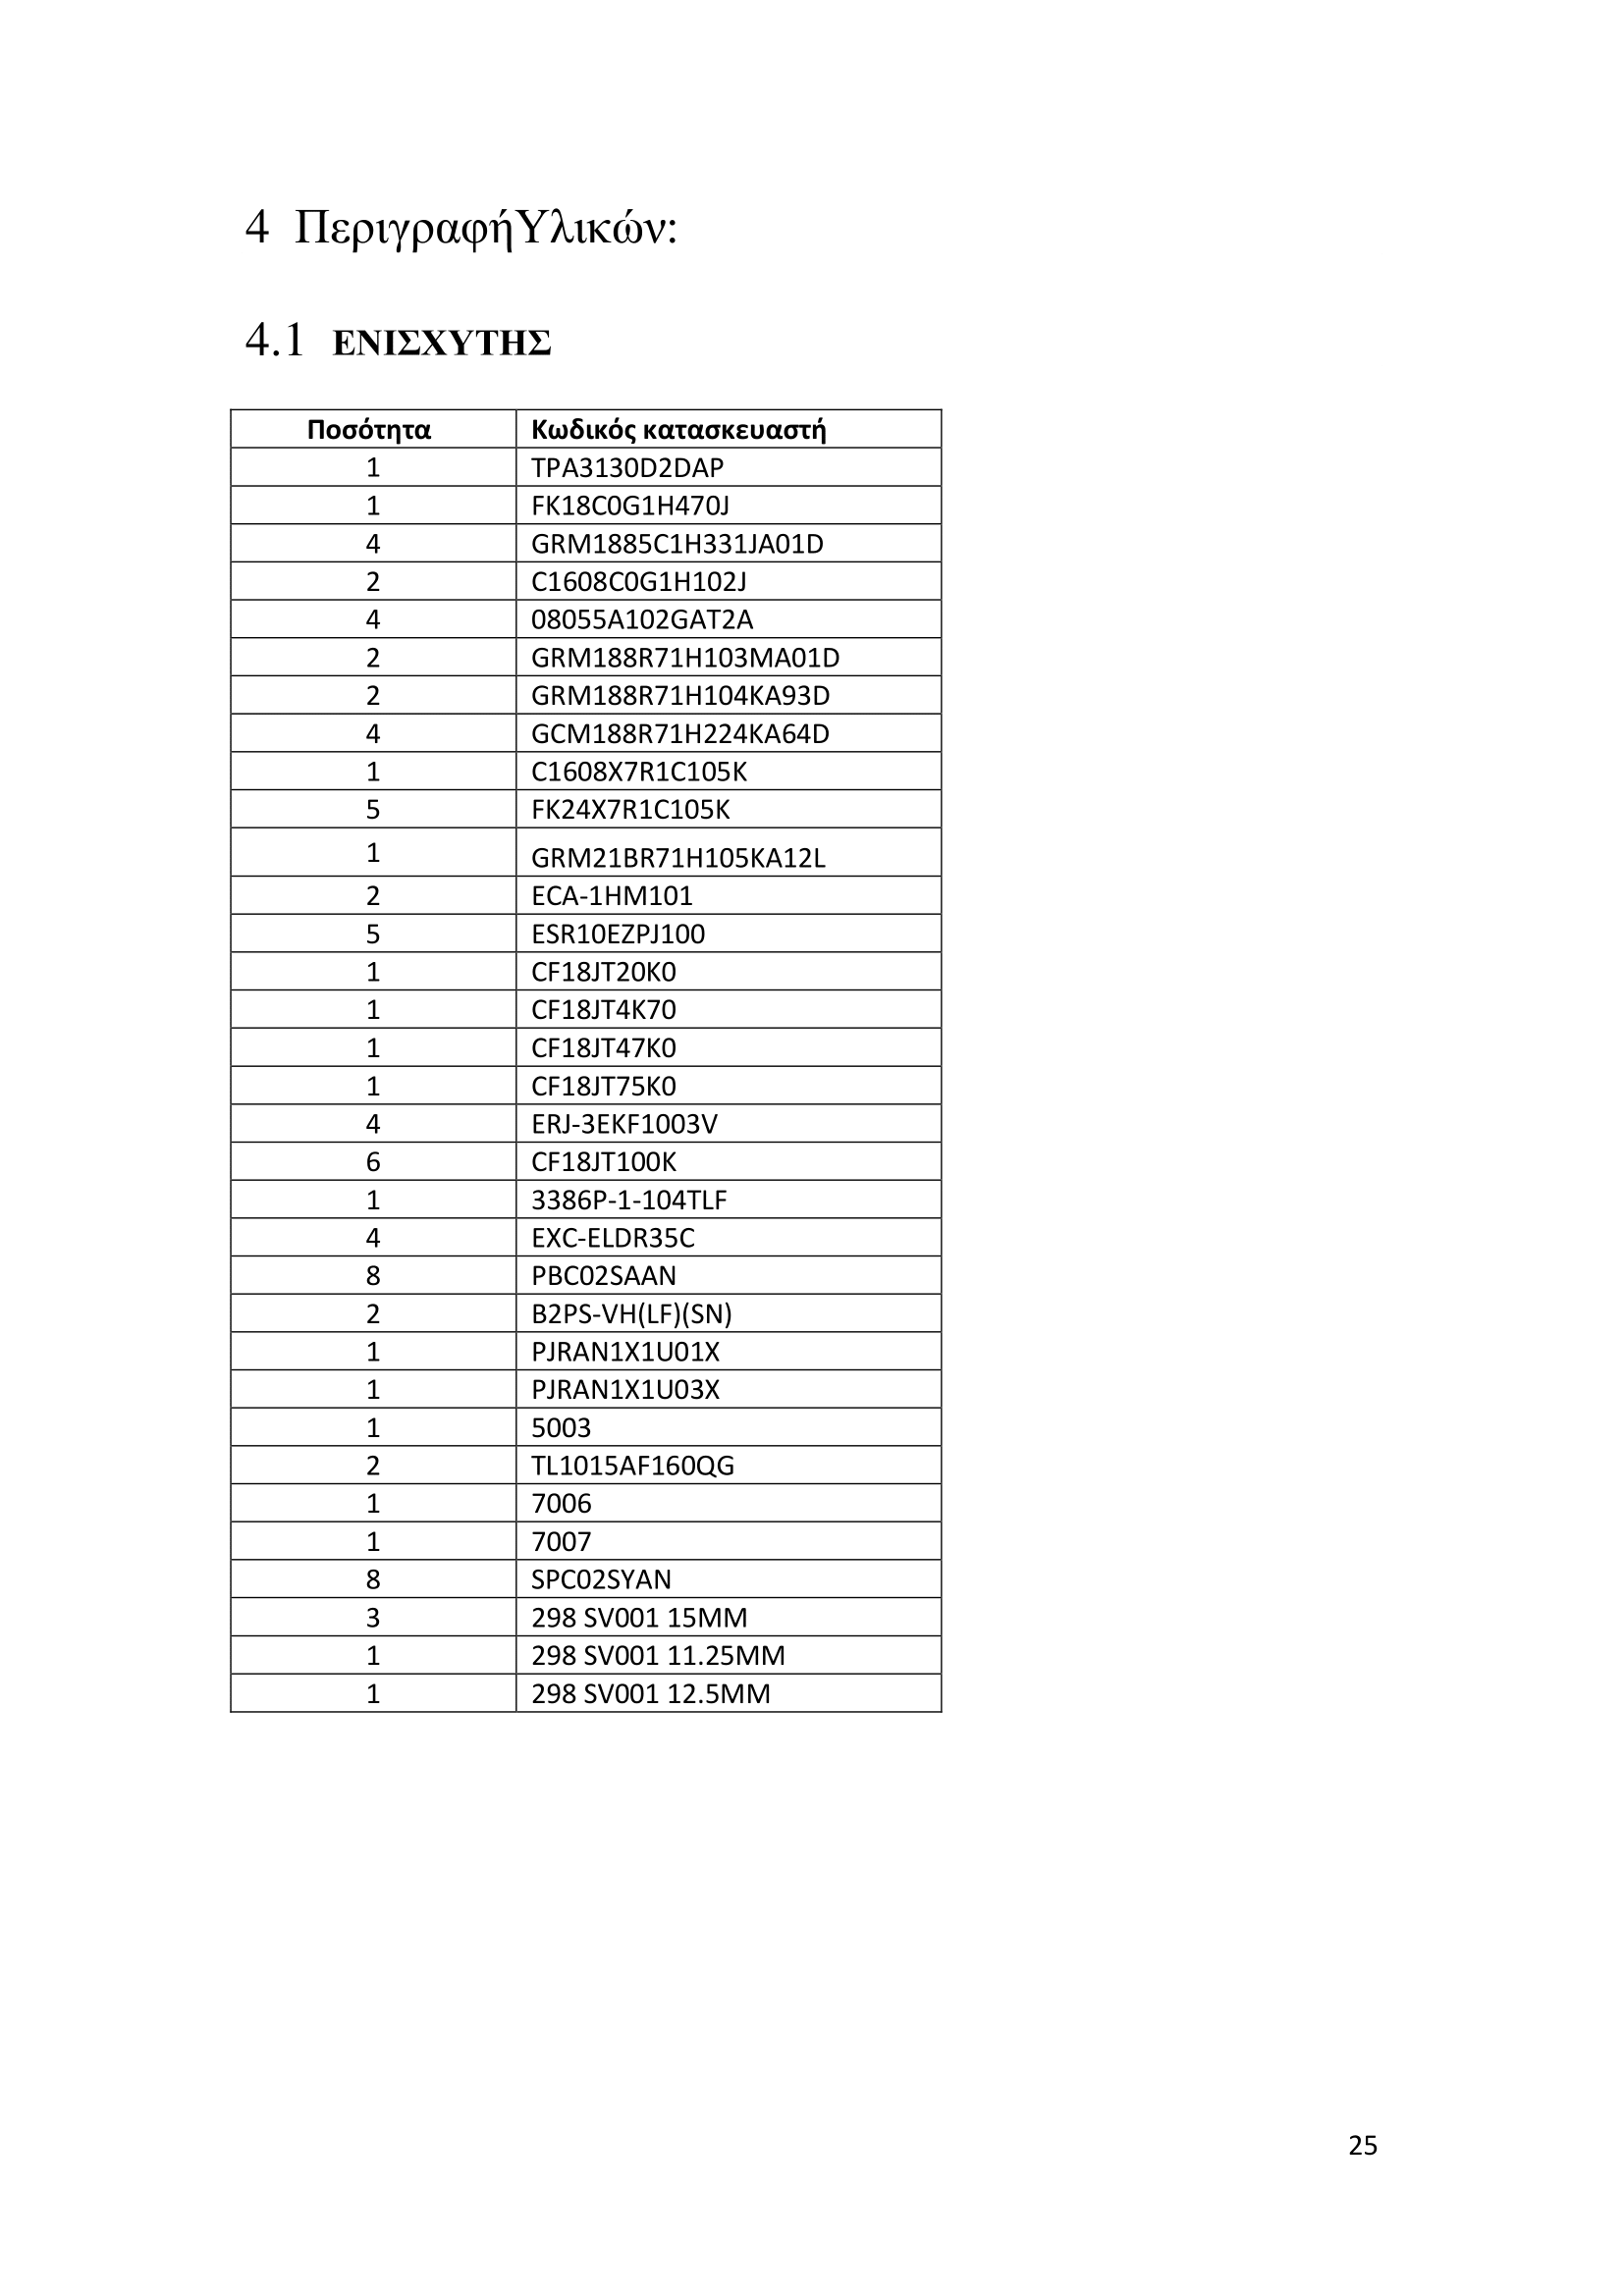 4 ΠεριγραφήΥλικών:
4.1 ΕΝΙΣΧΥΤΗΣ
Ποσότητα Κωδικός κατασκευαστή
1 TPA3130D2DAP
1 FK18C0G1H470J
4 GRM1885C1H331JA01D
2 C1608C0G1H102J
4 08055A102GAT2A
2 GRM188R71H103MA01D
2 GRM188R71H104KA93D
4 GCM188R71H224KA64D
1 C1608X7R1C105K
5 FK24X7R1C105K
1 GRM21BR71H105KA12L
2 ECA-1HM101
5 ESR10EZPJ100
1 CF18JT20K0
1 CF18JT4K70
1 CF18JT47K0
1 CF18JT75K0
4 ERJ-3EKF1003V
6 CF18JT100K
1 3386P-1-104TLF
4 EXC-ELDR35C
8 PBC02SAAN
2 B2PS-VH(LF)(SN)
1 PJRAN1X1U01X
1 PJRAN1X1U03X
1 5003
2 TL1015AF160QG
1 7006
1 7007
8 SPC02SYAN
3 298 SV001 15MM
1 298 SV001 11.25MM
1 298 SV001 12.5MM
25